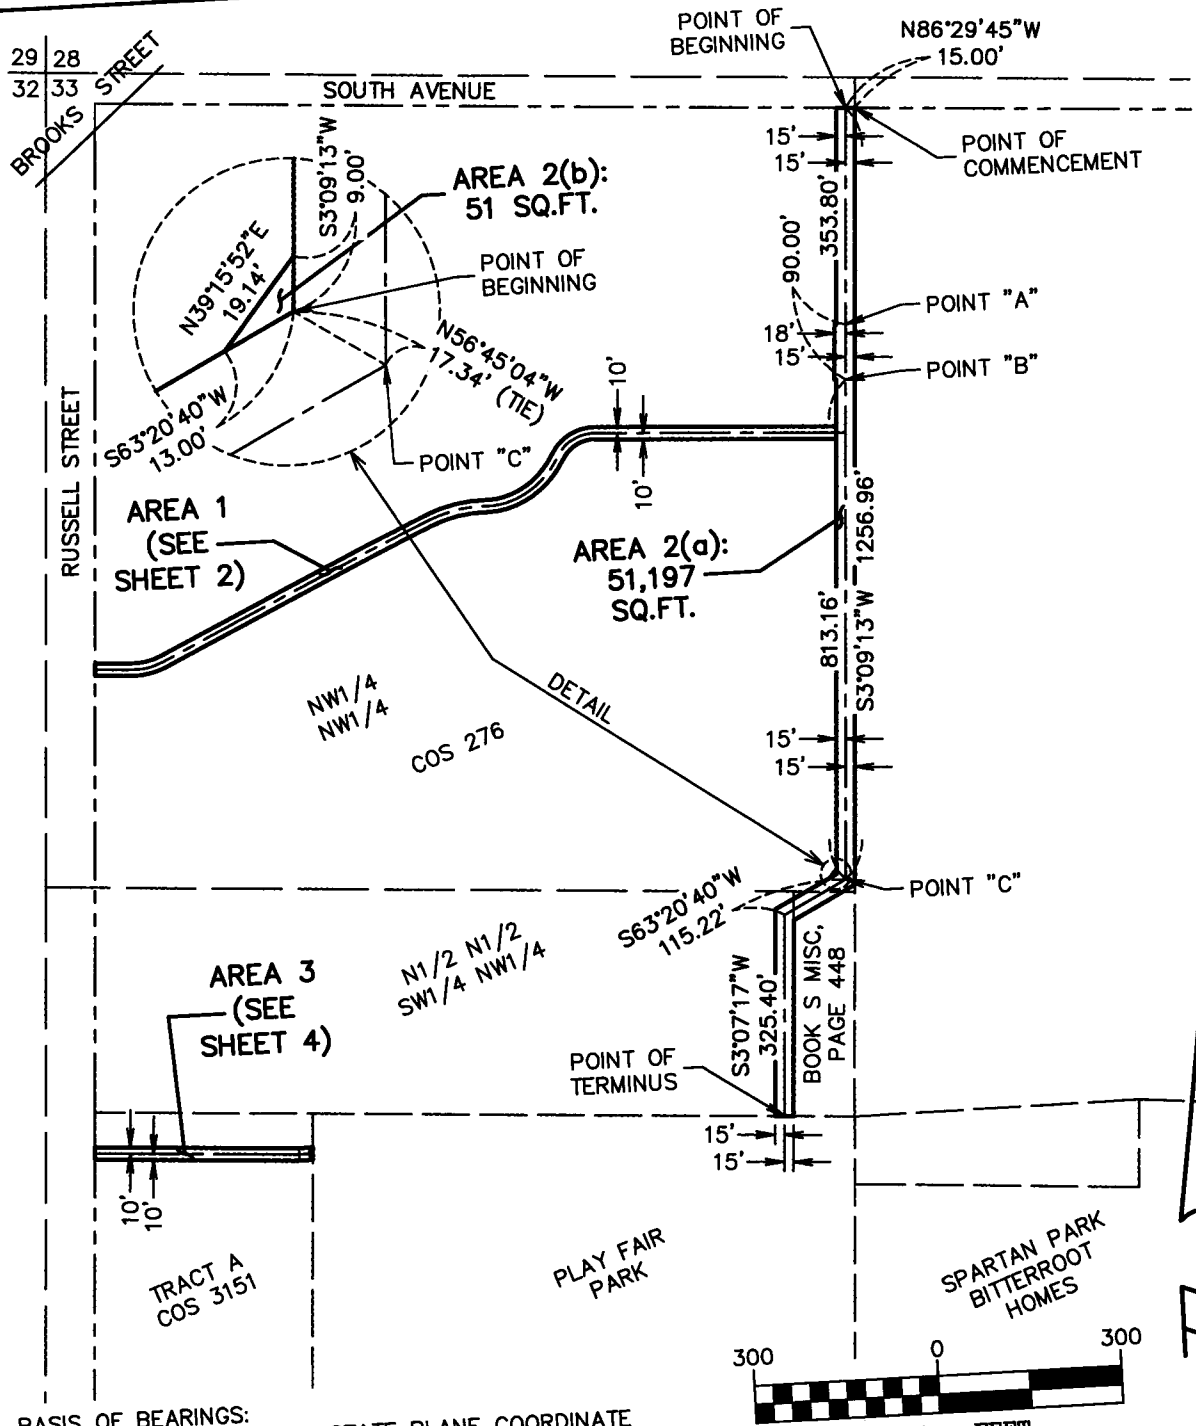 POINT OF
BEGINNING
N86°29'45"W
15.00'
29 28
32 33
BROOKS STREET
SOUTH AVENUE
15'
15'
POINT OF
COMMENCEMENT
S3°09'13"W
9.00'
AREA 2(b):
51 SQ.FT.
353.80'
90.00'
N39°15'52"E
19.14'
POINT OF
BEGINNING
POINT "A"
18'
15'
POINT "B"
N56°45'04"W
17.34' (TIE)
10'
S63°20'40"W
13.00'
POINT "C"
10'
RUSSELL STREET
AREA 1
(SEE
SHEET 2)
AREA 2(a):
51,197
SQ.FT.
813.16'
S3°09'13"W 1256.96'
NW1/4
NW1/4
COS 276
DETAIL
15'
15'
S63°20'40"W
115.22'
POINT "C"
N1/2 N1/2
SW1/4 NW1/4
AREA 3
(SEE
SHEET 4)
S3°07'17"W
325.40'
BOOK S MISC,
PAGE 448
POINT OF
TERMINUS
15'
15'
10'
10'
TRACT A
COS 3151
PLAY FAIR
PARK
SPARTAN PARK
BITTERROOT
HOMES
300 0 300
BASIS OF BEARINGS:
STATE PLANE COORDINATE
FEET